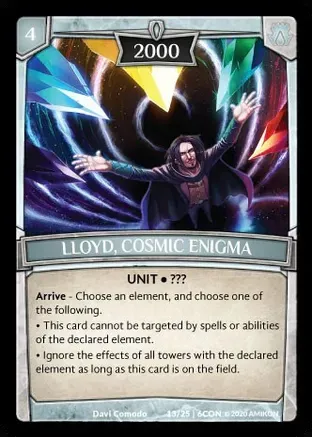 4
2000
LLOYD, COSMIC ENIGMA
UNIT ● ???
Arrive - Choose an element, and choose one of
the following.
• This card cannot be targeted by spells or abilities
of the declared element.
• Ignore the effects of all towers with the declared
element as long as this card is on the field.
Davi Comodo
13/25 | 6CON © 2020 AMIKON